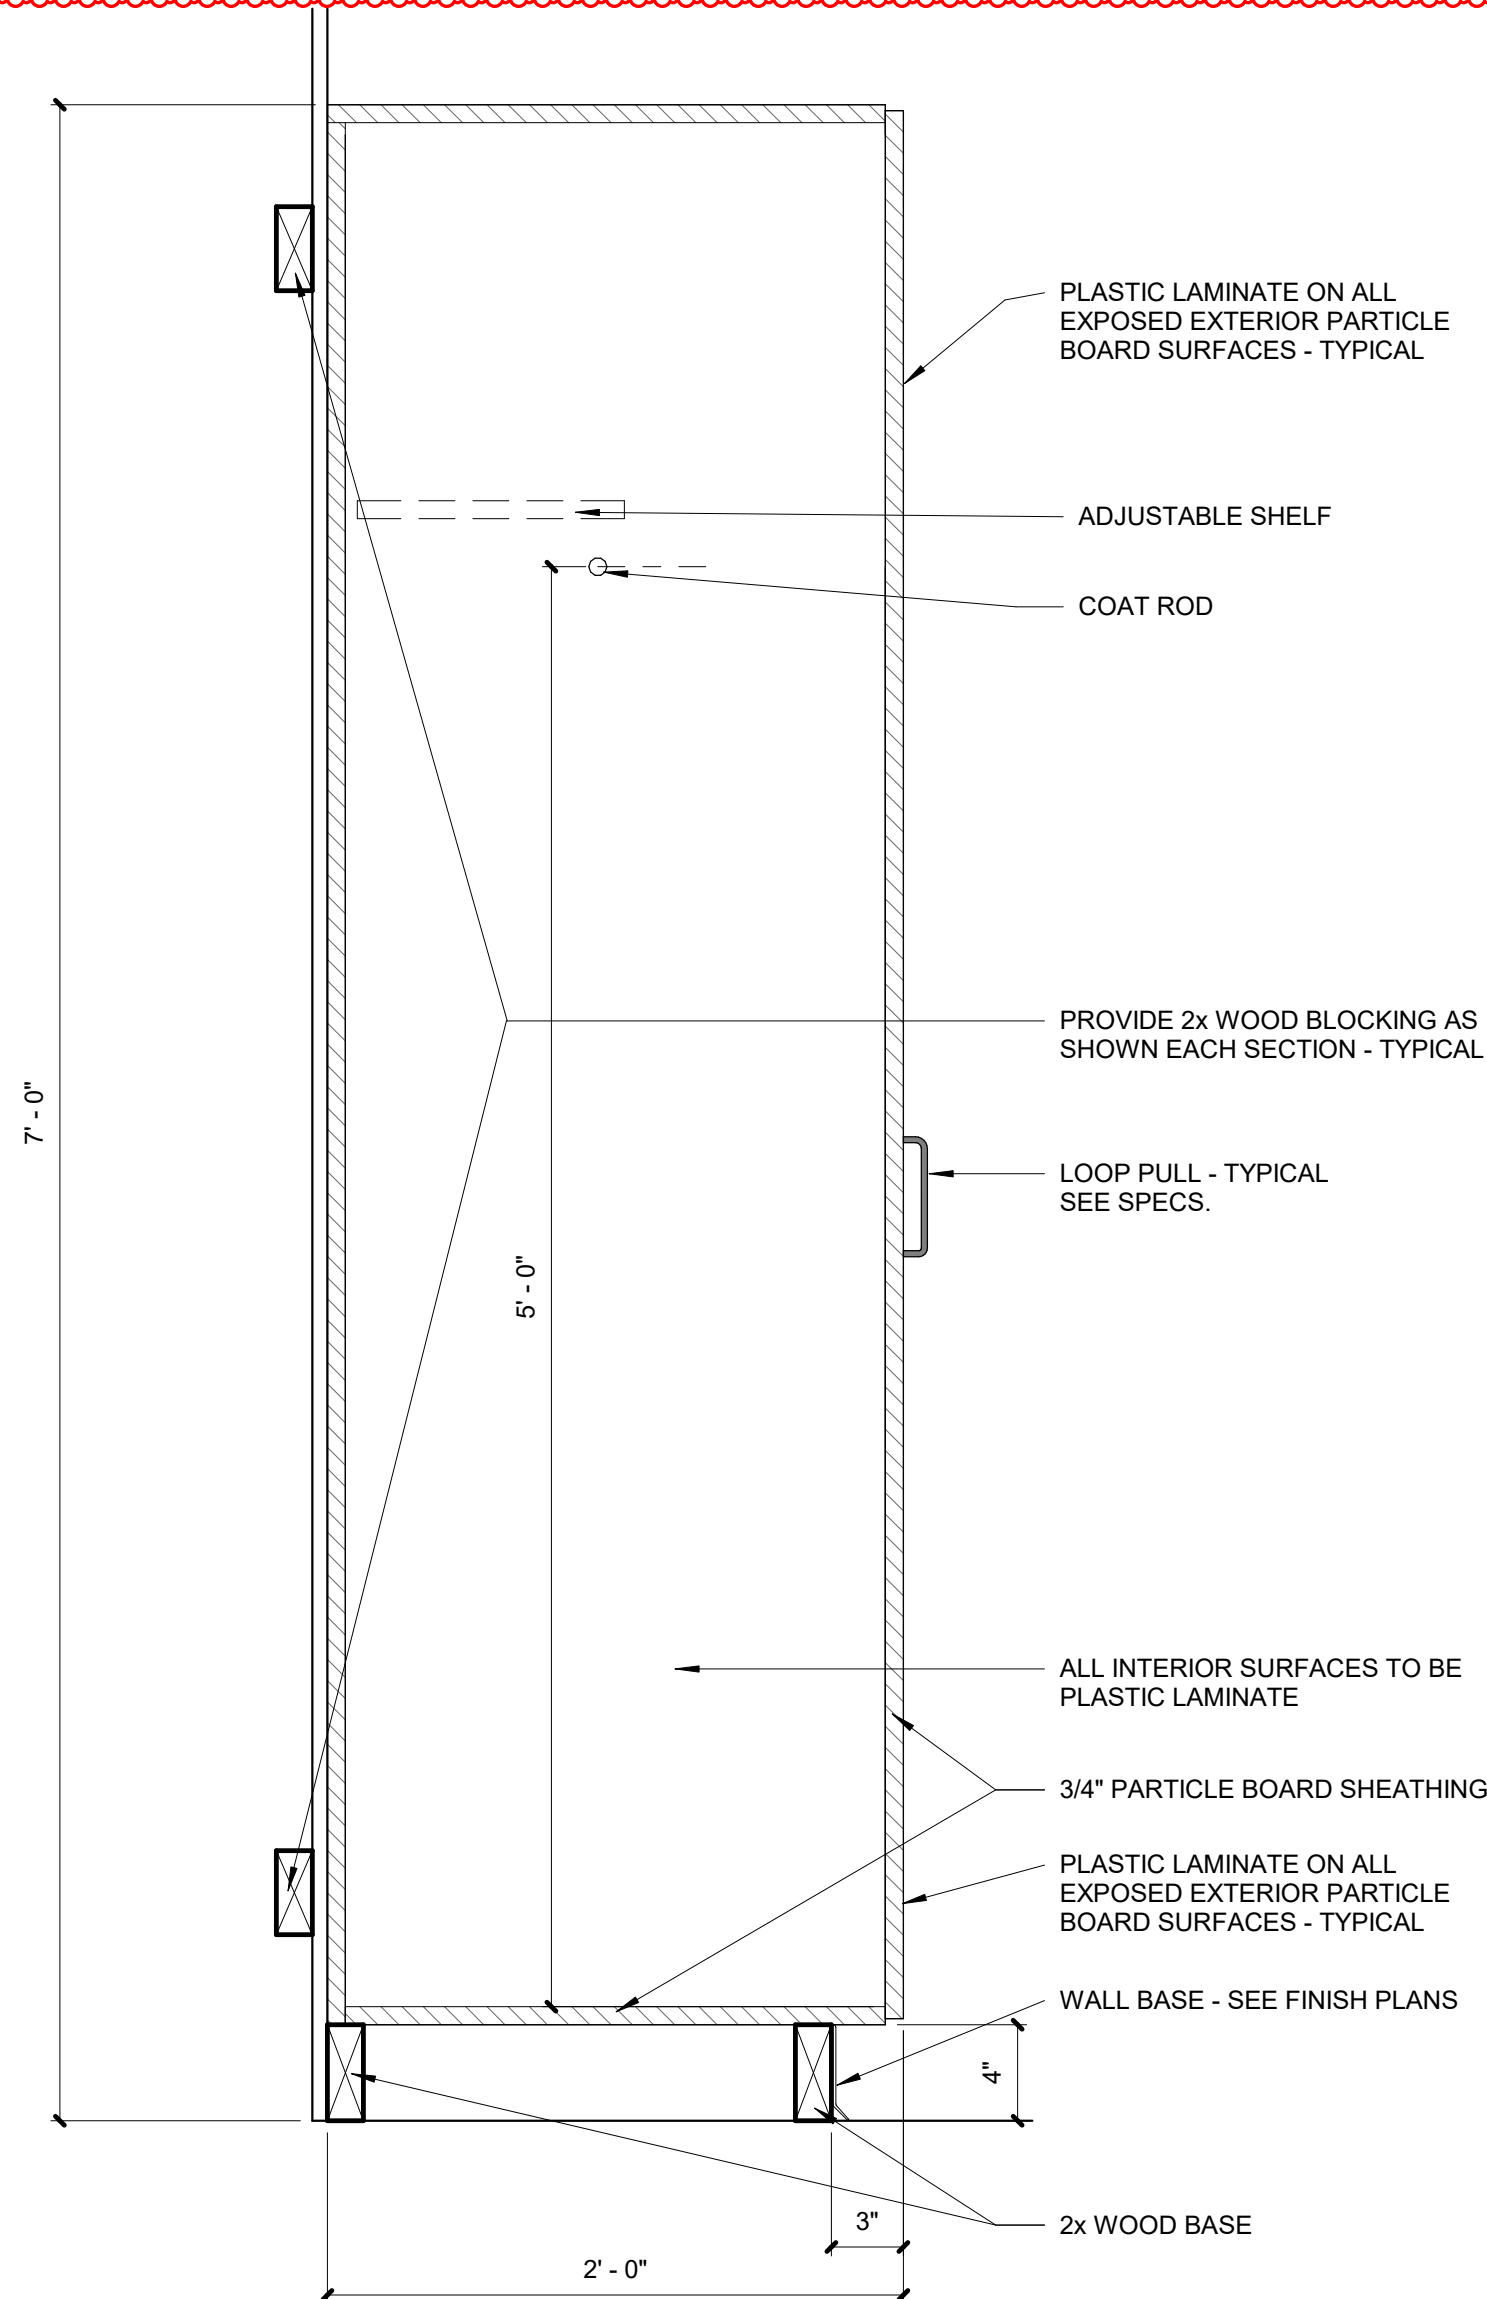 PLASTIC LAMINATE ON ALL
EXPOSED EXTERIOR PARTICLE
BOARD SURFACES - TYPICAL
ADJUSTABLE SHELF
COAT ROD
PROVIDE 2x WOOD BLOCKING AS
SHOWN EACH SECTION - TYPICAL
7' - 0"
LOOP PULL - TYPICAL
SEE SPECS.
5' - 0"
ALL INTERIOR SURFACES TO BE
PLASTIC LAMINATE
3/4" PARTICLE BOARD SHEATHING
PLASTIC LAMINATE ON ALL
EXPOSED EXTERIOR PARTICLE
BOARD SURFACES - TYPICAL
WALL BASE - SEE FINISH PLANS
4"
3"
2x WOOD BASE
2' - 0"